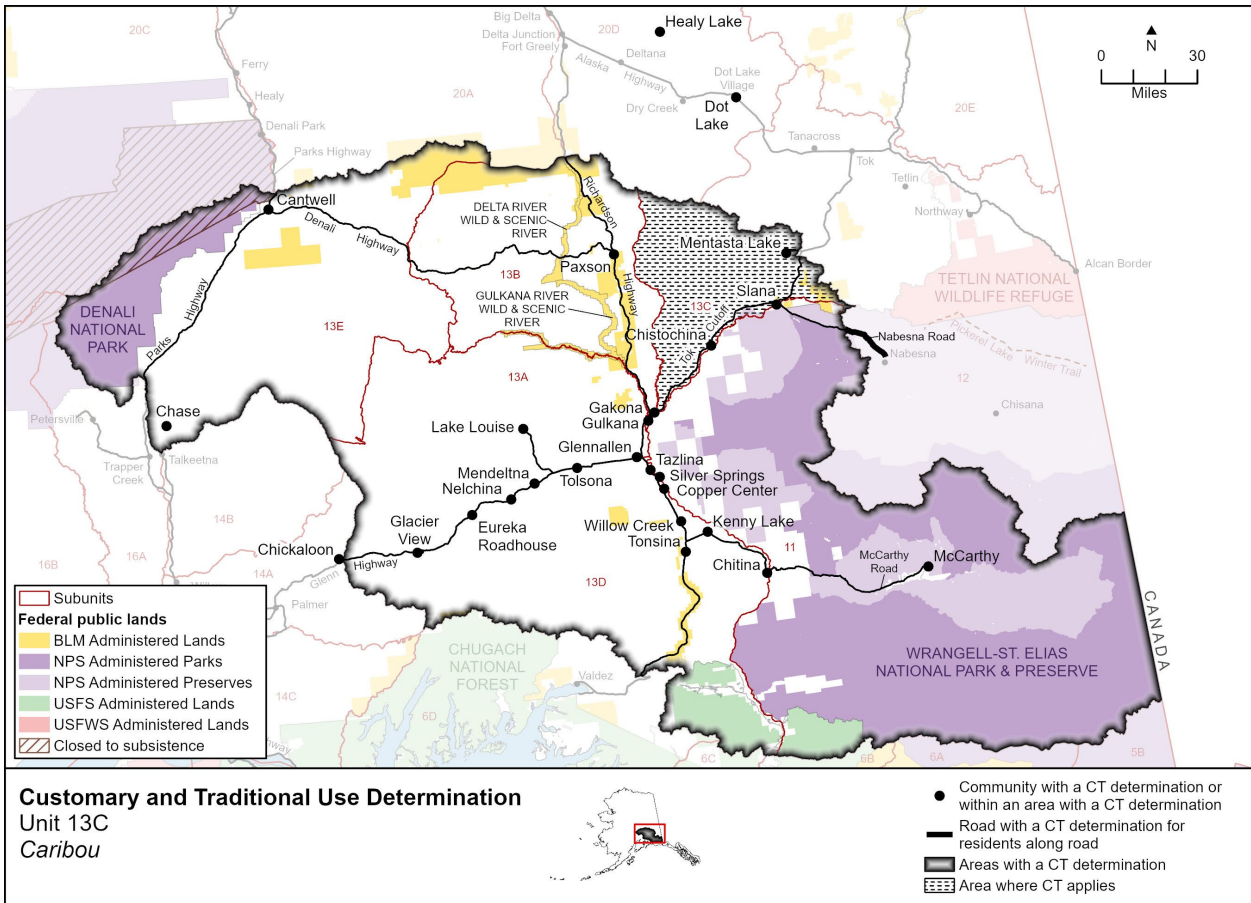 Healy Lake
Big Delta
20C
20D
Delta Junction
Fort Greely
Deltana
Alaska
Highway
Dot Lake
Village
Dry Creek
Dot
Lake
N
0 30
Miles
Ferry
Healy
20A
20E
Denali Park
Parks Highway
Tanacross
Tok
Tetlin
Northway
Alcan Border
Cantwell
Denali
Highway
DELTA RIVER
WILD & SCENIC
RIVER
Richardson
Highway
Mentasta Lake
Paxson
13B
TETLIN NATIONAL
WILDLIFE REFUGE
Slana
GULKANA RIVER
WILD & SCENIC
RIVER
13C
DENALI
NATIONAL
PARK
Parks
Highway
13E
Chistochina
Tok
Cutoff
Nabesna Road
Nabesna
Pickerel Lake
Winter Trail
12
13A
Chisana
Petersville
Chase
Gakona
Gulkana
Lake Louise
Trapper
Creek
Talkeetna
Glennallen
Tazlina
Mendeltna
Tolsona
Silver Springs
Nelchina
Copper Center
14B
Willow Creek
Kenny Lake
Glacier
View
Eureka
Roadhouse
Tonsina
11
16A
Chickaloon
16B
14A
Glenn
Highway
Chitina
McCarthy
Road
McCarthy
13D
Palmer
CANADA
WRANGELL-ST. ELIAS
NATIONAL PARK & PRESERVE
CHUGACH
NATIONAL
FOREST
Valdez
14C
6D
6C
6B
6A
5B
Subunits
Federal public lands
BLM Administered Lands
NPS Administered Parks
NPS Administered Preserves
USFS Administered Lands
USFWS Administered Lands
Closed to subsistence
Customary and Traditional Use Determination
Unit 13C
Caribou
Community with a CT determination or
within an area with a CT determination
Road with a CT determination for
residents along road
Areas with a CT determination
Area where CT applies